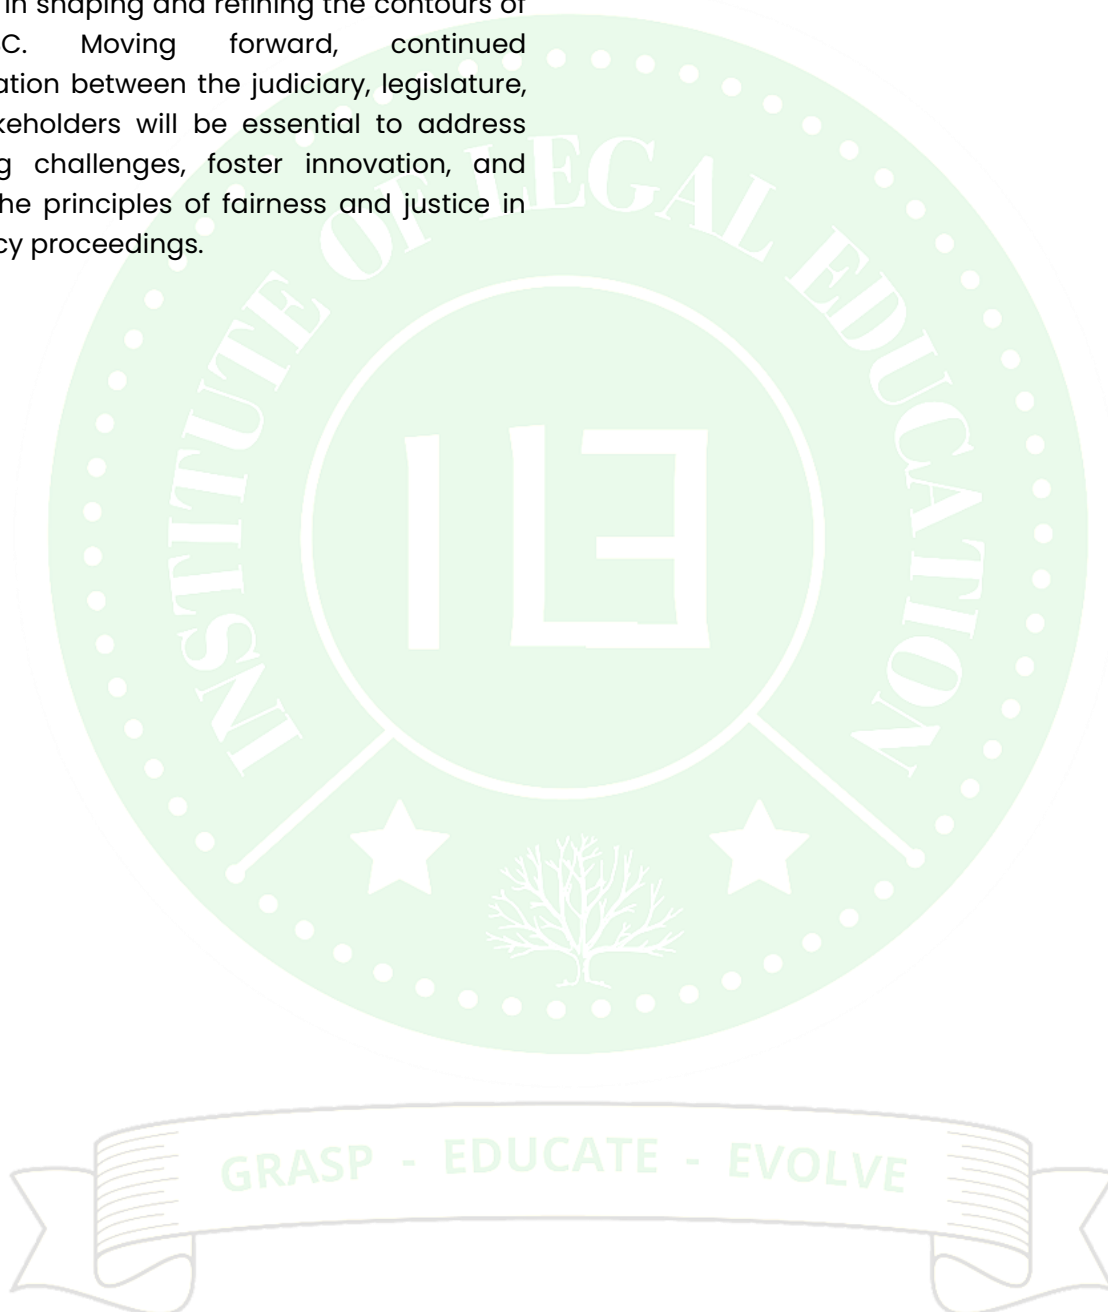 in shaping and refining the contours of
C. Moving forward, continued
ation between the judiciary, legislature,
keholders will be essential to address
g challenges, foster innovation, and
he principles of fairness and justice in
cy proceedings.
INSTITUTE OF LEGAL EDUCATION
ILE
GRASP - EDUCATE - EVOLVE